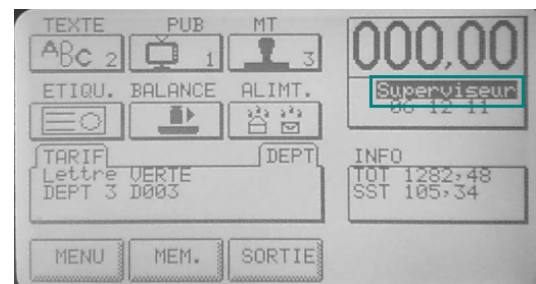 TEXTE PUB MT
ABC 2 1 3
000,00
ETIQU. BALANCE ALIMT.
Superviseur
06 12 11
TARIF DEPT
Lettre VERTE
DEPT 3 D003
INFO
TOT 1282,48
SST 105,34
MENU MEM. SORTIE